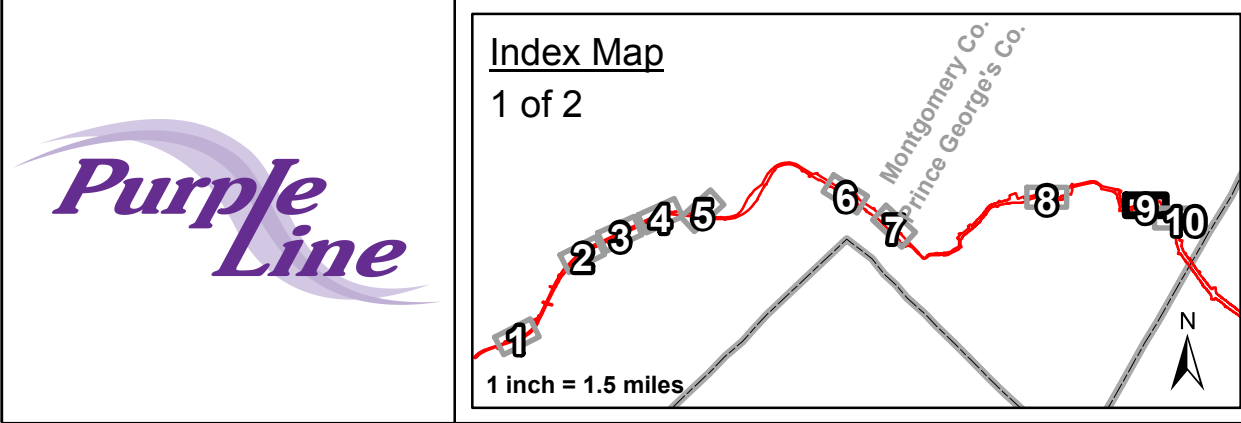 Purple
Line
Index Map
1 of 2
Montgomery Co.
Prince George's Co.
1
2
3
4
5
6
7
8
9
10
N
1 inch = 1.5 miles